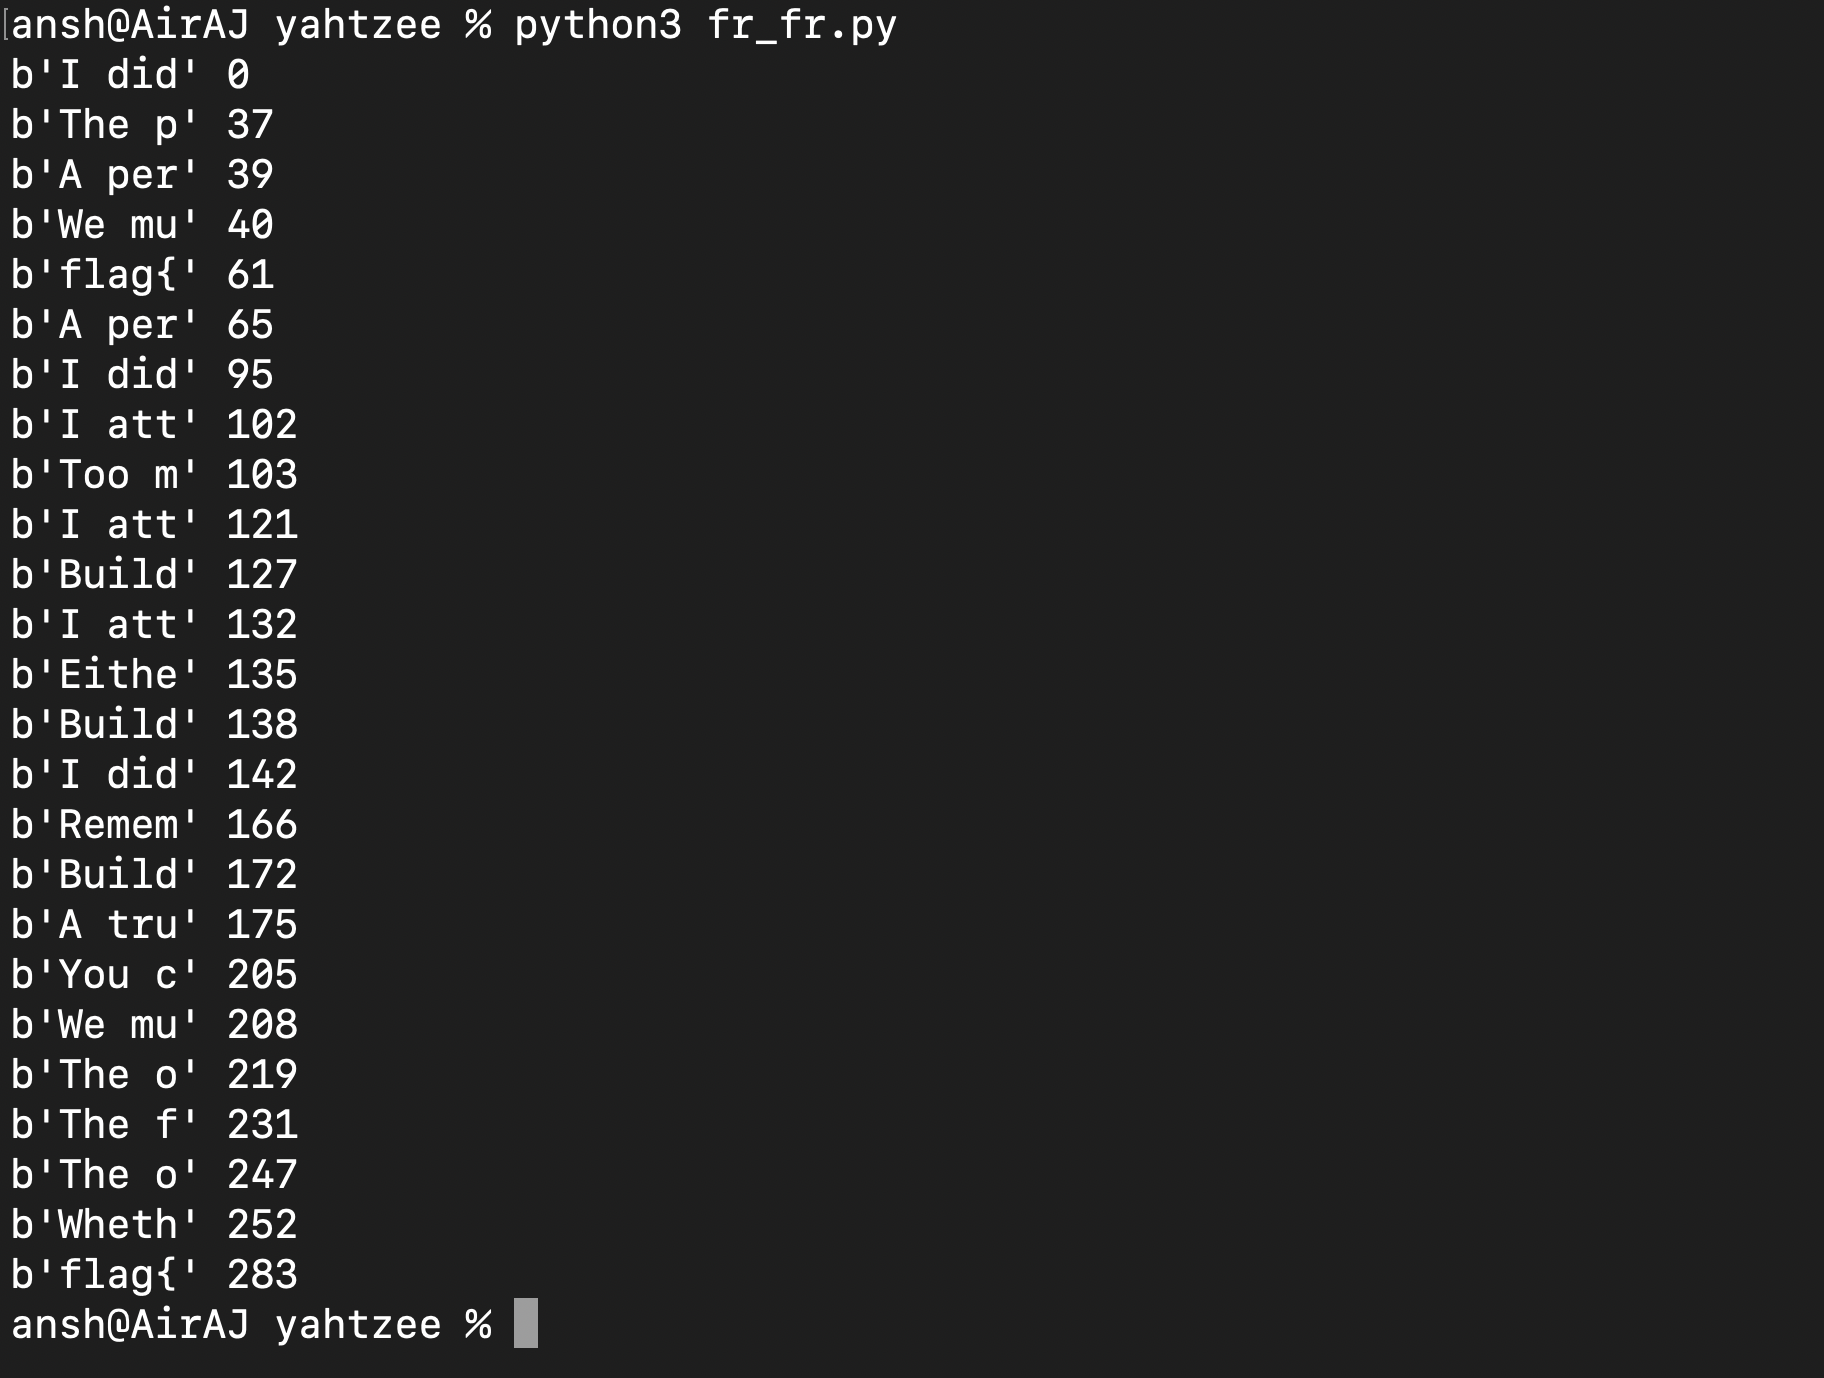 [ansh@AirAJ yahtzee % python3 fr_fr.py
b'I did' 0
b'The p' 37
b'A per' 39
b'We mu' 40
b'flag{' 61
b'A per' 65
b'I did' 95
b'I att' 102
b'Too m' 103
b'I att' 121
b'Build' 127
b'I att' 132
b'Eithe' 135
b'Build' 138
b'I did' 142
b'Remem' 166
b'Build' 172
b'A tru' 175
b'You c' 205
b'We mu' 208
b'The o' 219
b'The f' 231
b'The o' 247
b'Wheth' 252
b'flag{' 283
ansh@AirAJ yahtzee %